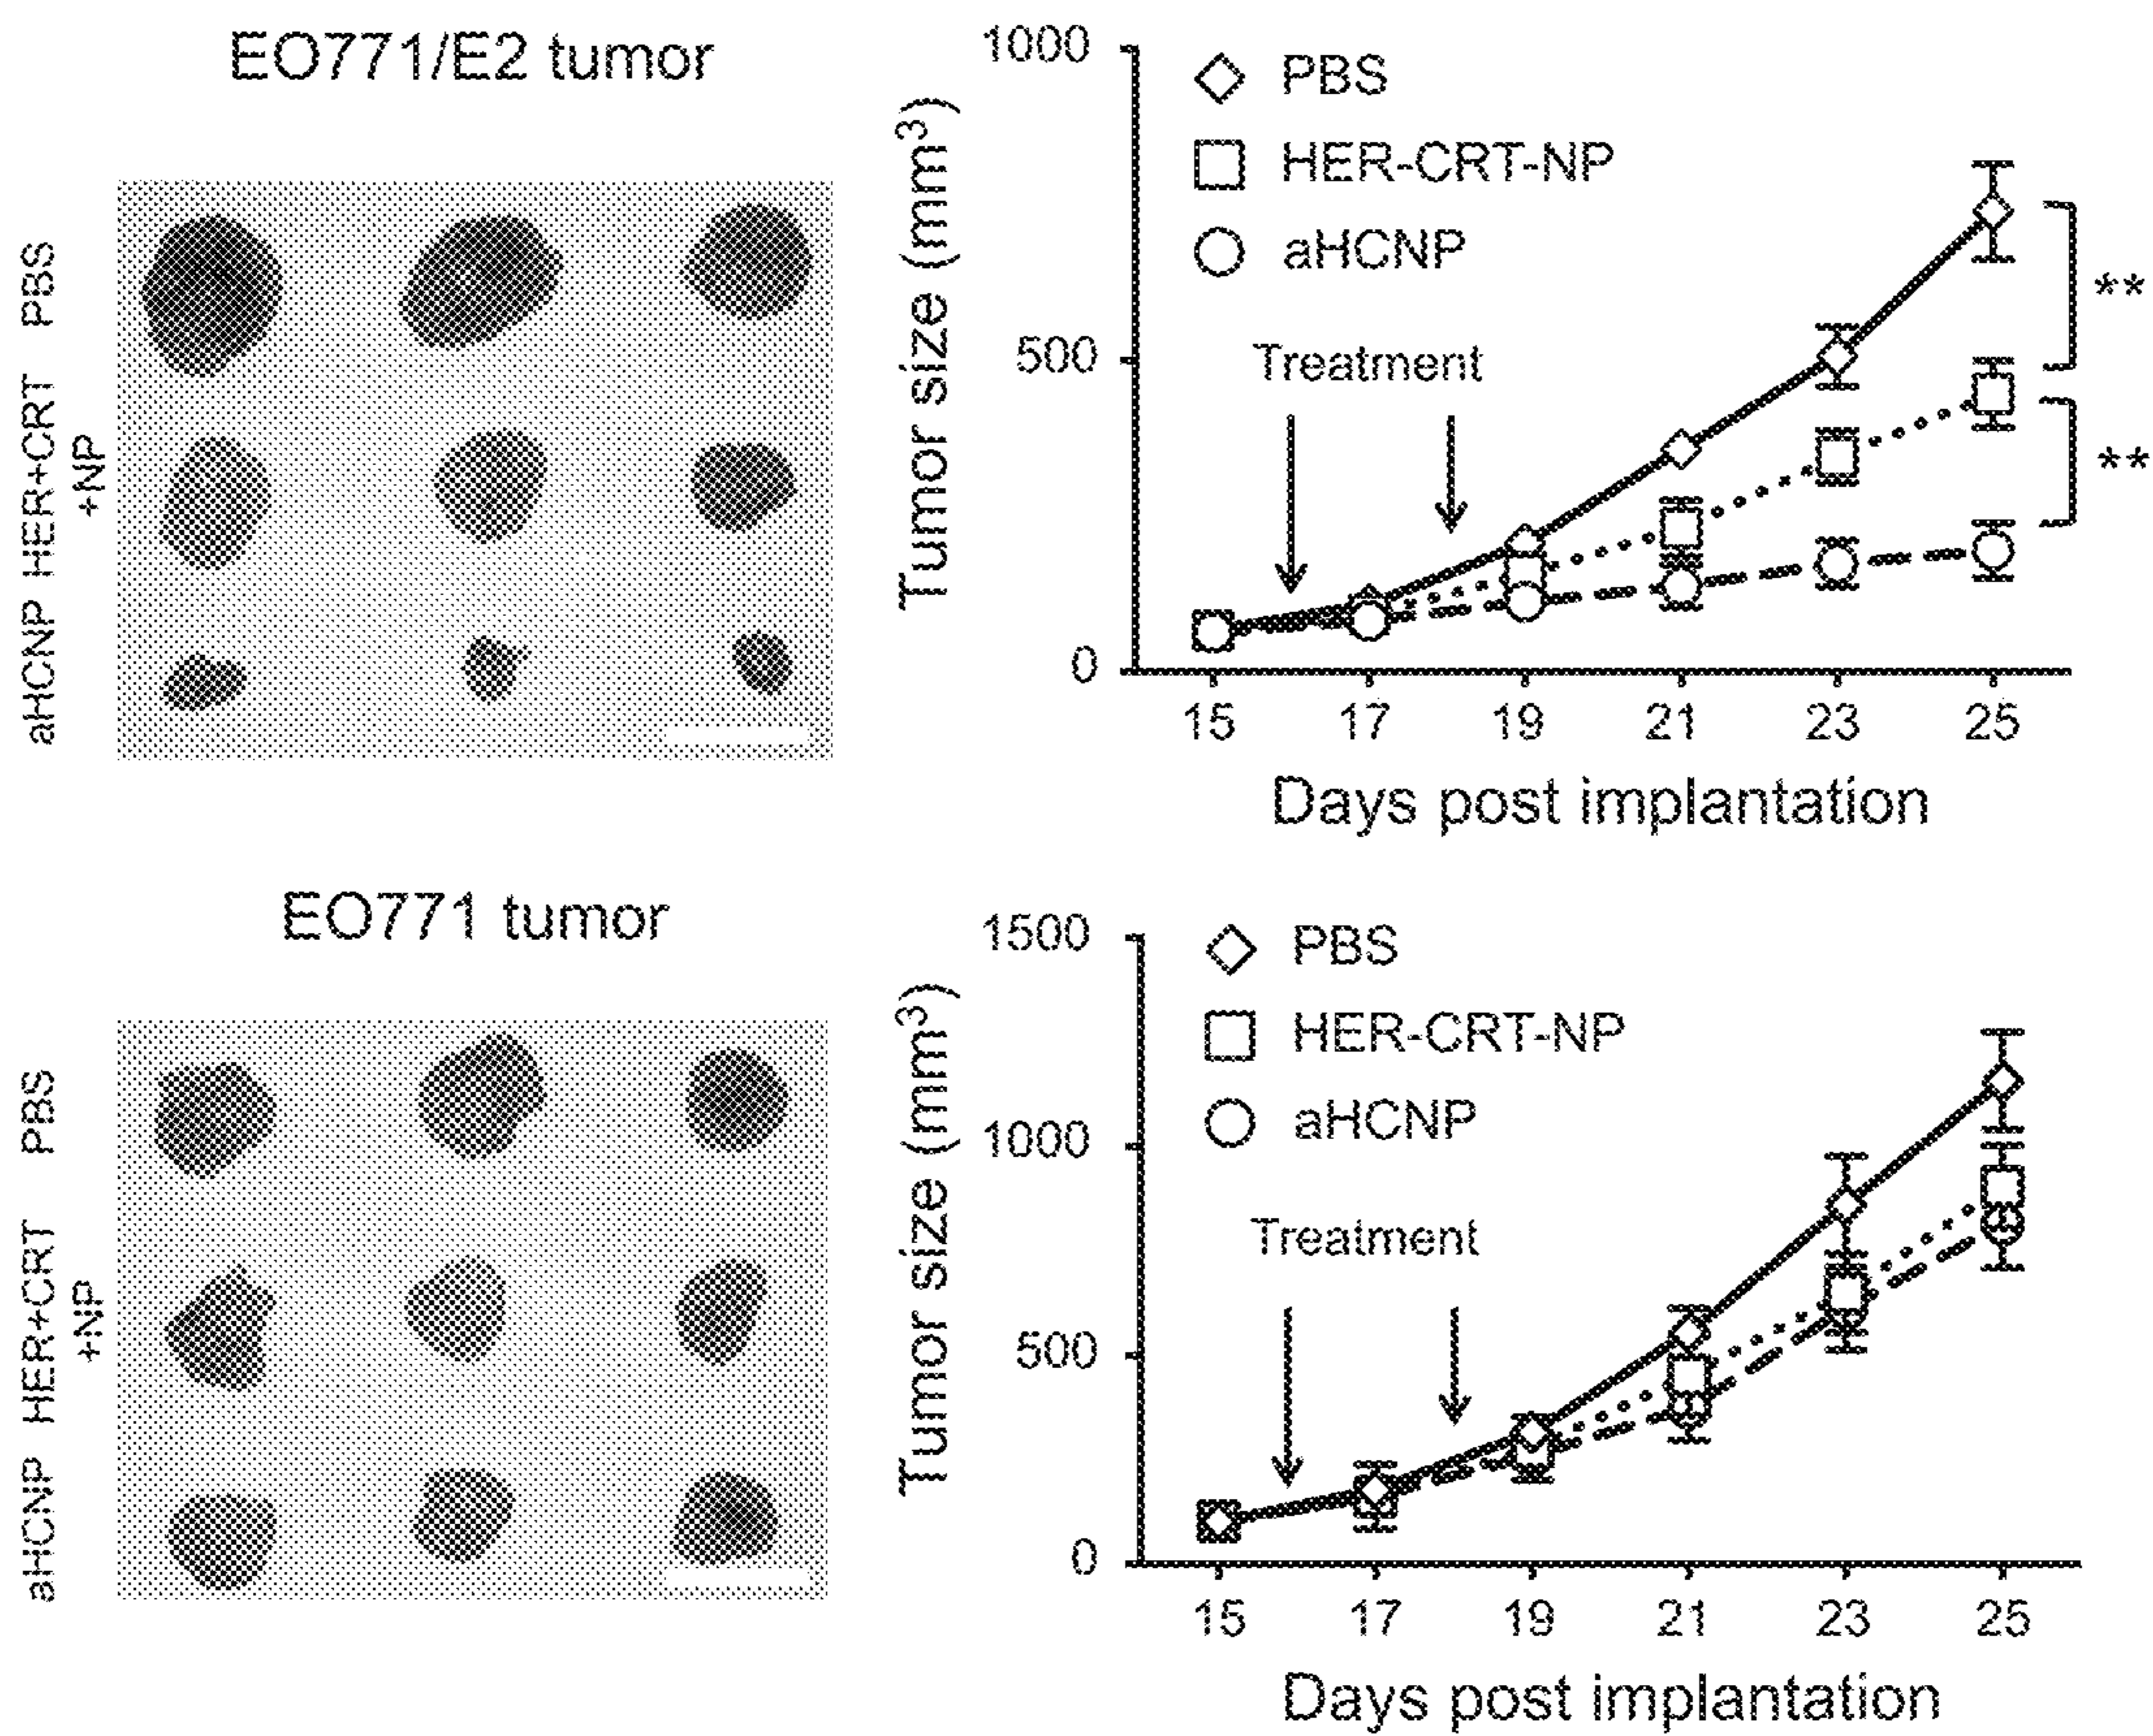 EO771/E2 tumor
PBS
HER+CRT
+NP
aHCNP
Tumor size (mm³)
1000
500
0
PBS
HER-CRT-NP
aHCNP
Treatment
**
**
15 17 19 21 23 25
Days post implantation
EO771 tumor
PBS
HER+CRT
+NP
aHCNP
Tumor size (mm³)
1500
1000
500
0
PBS
HER-CRT-NP
aHCNP
Treatment
15 17 19 21 23 25
Days post implantation